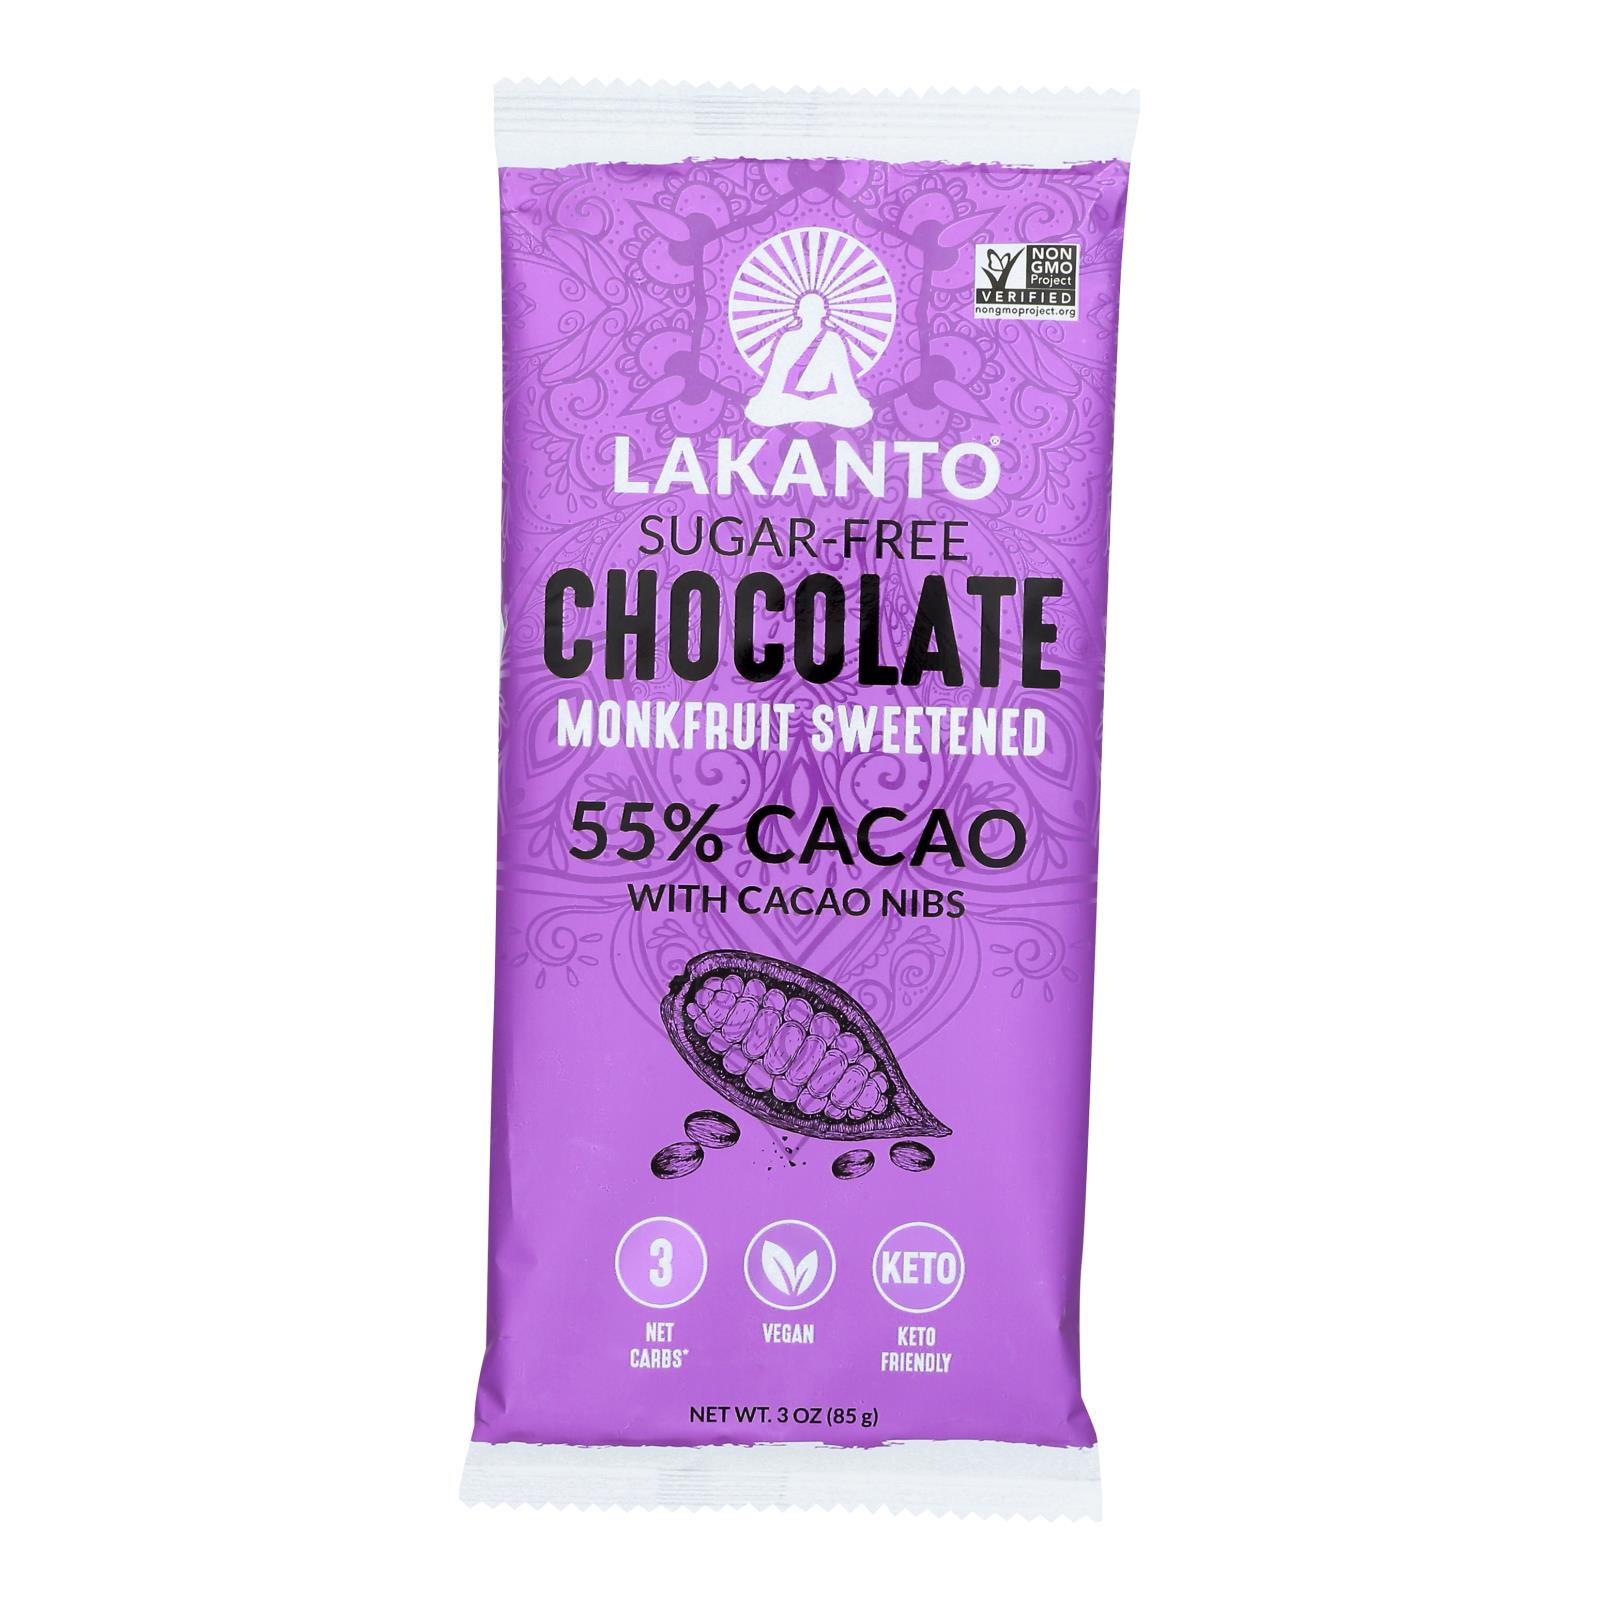 NON
GMO
Project
VERIFIED
nongmoproject.org
LAKANTO®
SUGAR-FREE
CHOCOLATE
MONKFRUIT SWEETENED
55% CACAO
WITH CACAO NIBS
3
NET
CARBS*
VEGAN
KETO
KETO
FRIENDLY
NET WT. 3 OZ (85 g)